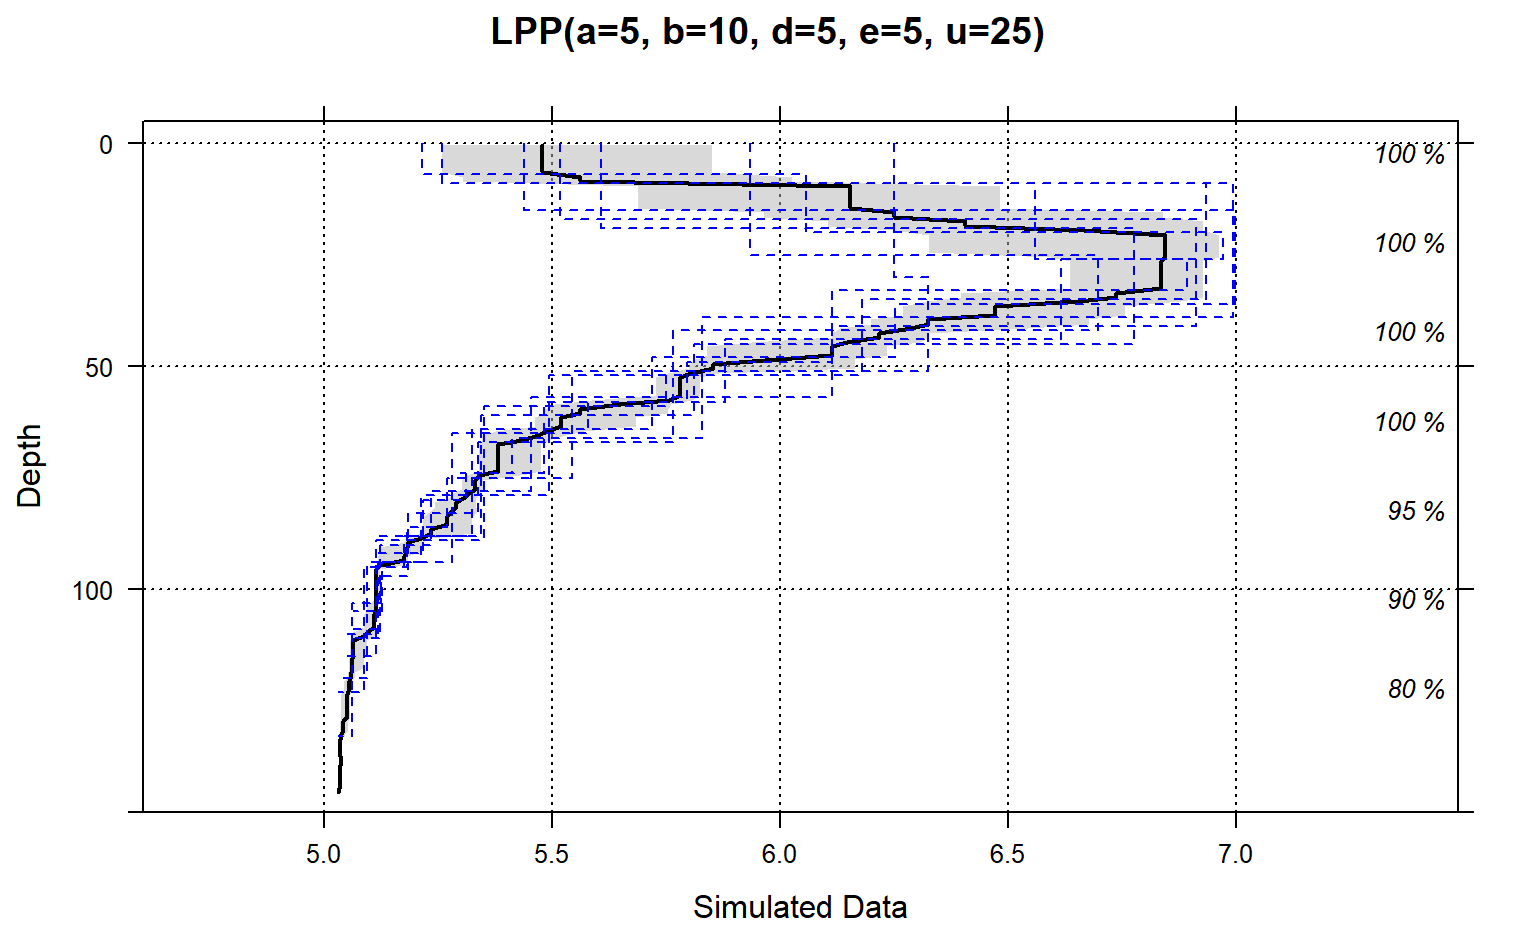 LPP(a=5, b=10, d=5, e=5, u=25)
0
50
100
Depth
100 %
100 %
100 %
100 %
95 %
90 %
80 %
5.0 5.5 6.0 6.5 7.0
Simulated Data